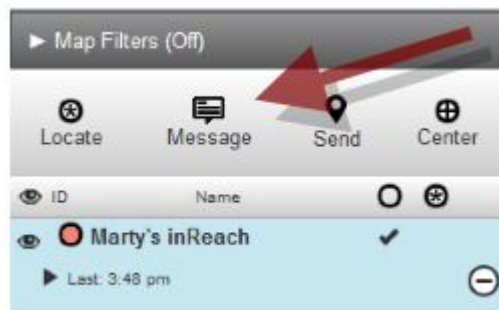 Map Filters (Off)
Locate Message Send Center
ID Name
Marty's inReach
Last: 3:48 pm